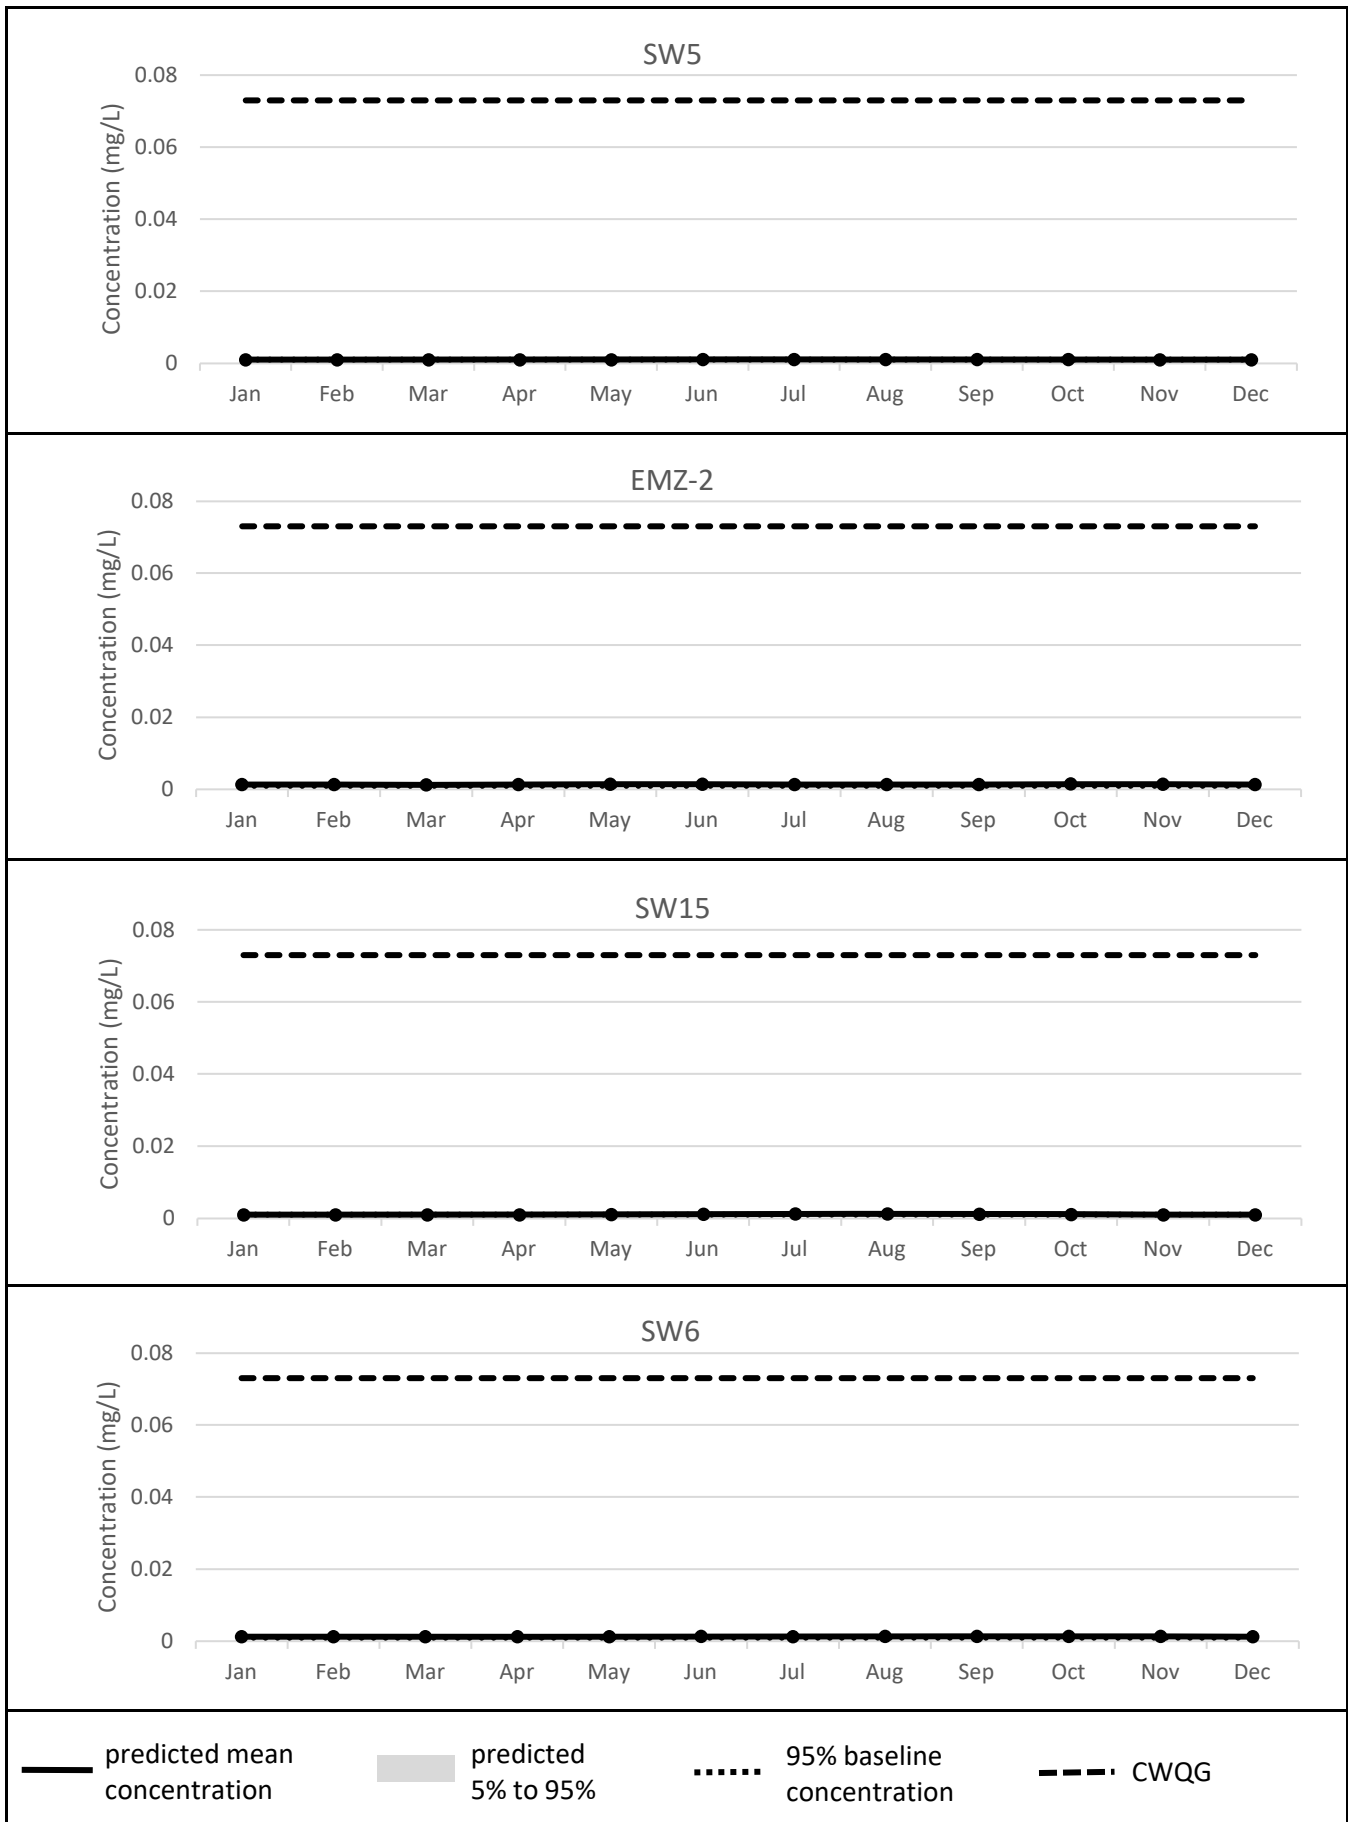 SW5
Concentration (mg/L)
0.08
0.06
0.04
0.02
0
Jan Feb Mar Apr May Jun Jul Aug Sep Oct Nov Dec
EMZ-2
Concentration (mg/L)
0.08
0.06
0.04
0.02
0
Jan Feb Mar Apr May Jun Jul Aug Sep Oct Nov Dec
SW15
Concentration (mg/L)
0.08
0.06
0.04
0.02
0
Jan Feb Mar Apr May Jun Jul Aug Sep Oct Nov Dec
SW6
Concentration (mg/L)
0.08
0.06
0.04
0.02
0
Jan Feb Mar Apr May Jun Jul Aug Sep Oct Nov Dec
predicted mean
concentration
predicted
5% to 95%
95% baseline
concentration
CWQG